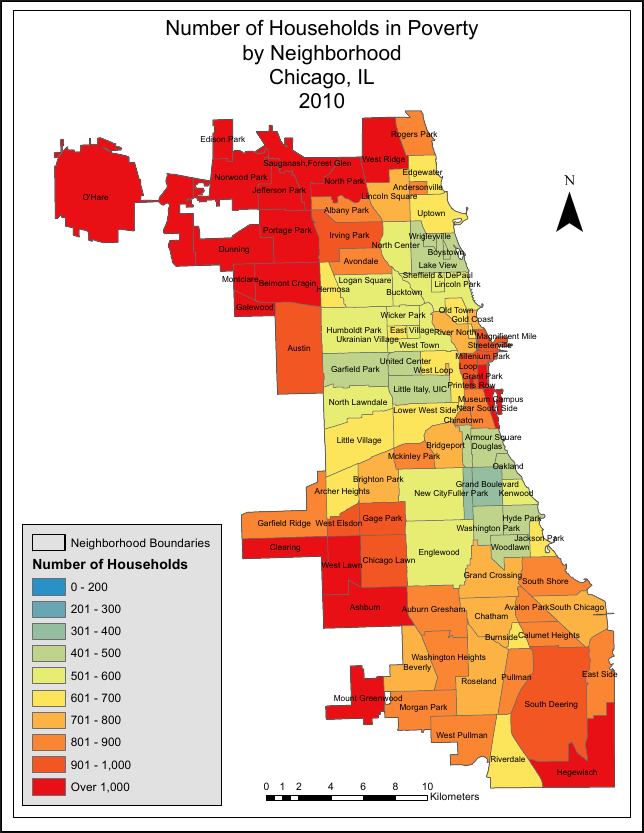 Number of Households in Poverty
by Neighborhood
Chicago, IL
2010
N
Rogers Park
Edison Park
West Ridge
Sauganash,Forest Glen
Edgewater
Norwood Park
North Park
Andersonville
Jefferson Park
Lincoln Square
O'Hare
Albany Park
Uptown
Portage Park
Irving Park
Wrigleyville
North Center
Dunning
Boystown
Avondale
Lake View
Montclare
Belmont Cragin
Logan Square
Sheffield & DePaul
Lincoln Park
Hermosa
Bucktown
Galewood
Old Town
Wicker Park
Gold Coast
Humboldt Park
East Village
River North
Magnificent Mile
Ukrainian Village
West Town
Streeterville
Austin
Millenium Park
United Center
Garfield Park
West Loop
Loop
Grant Park
Little Italy, UIC
Printers Row
North Lawndale
Museum Campus
Lower West Side
Near South Side
Chinatown
Little Village
Armour Square
Bridgeport
Douglas
Mckinley Park
Oakland
Brighton Park
Grand Boulevard
Archer Heights
New City
Fuller Park
Kenwood
Gage Park
Hyde Park
Garfield Ridge
West Elsdon
Washington Park
Jackson Park
Clearing
Woodlawn
Englewood
West Lawn
Chicago Lawn
Grand Crossing
South Shore
Ashburn
Auburn Gresham
Avalon Park
South Chicago
Chatham
Burnside
Calumet Heights
Washington Heights
Beverly
East Side
Roseland
Pullman
Mount Greenwood
Morgan Park
South Deering
West Pullman
Riverdale
Hegewisch
Neighborhood Boundaries
Number of Households
0 - 200
201 - 300
301 - 400
401 - 500
501 - 600
601 - 700
701 - 800
801 - 900
901 - 1,000
Over 1,000
0 1 2 4 6 8 10
Kilometers